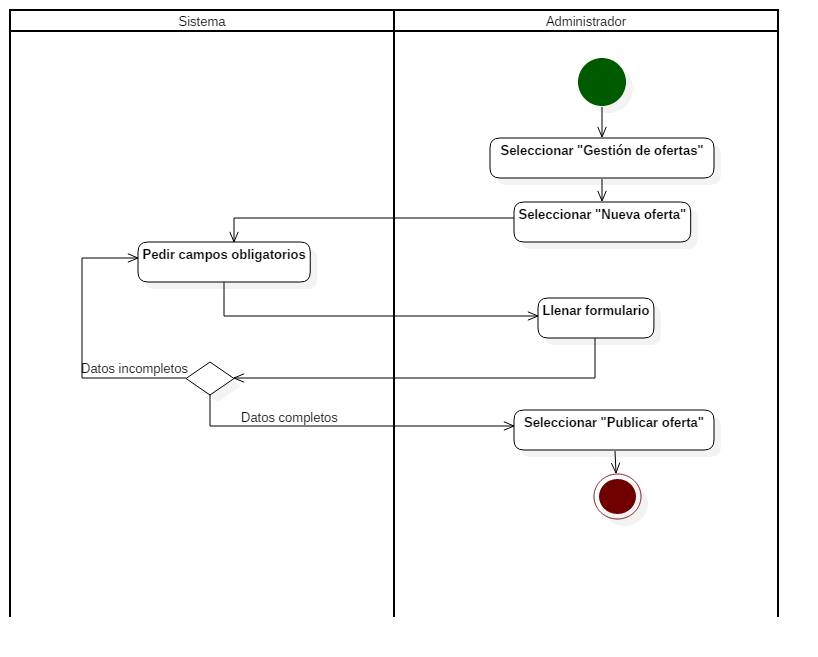 Sistema
Administrador
Seleccionar "Gestión de ofertas"
Seleccionar "Nueva oferta"
Pedir campos obligatorios
Llenar formulario
Datos incompletos
Datos completos
Seleccionar "Publicar oferta"